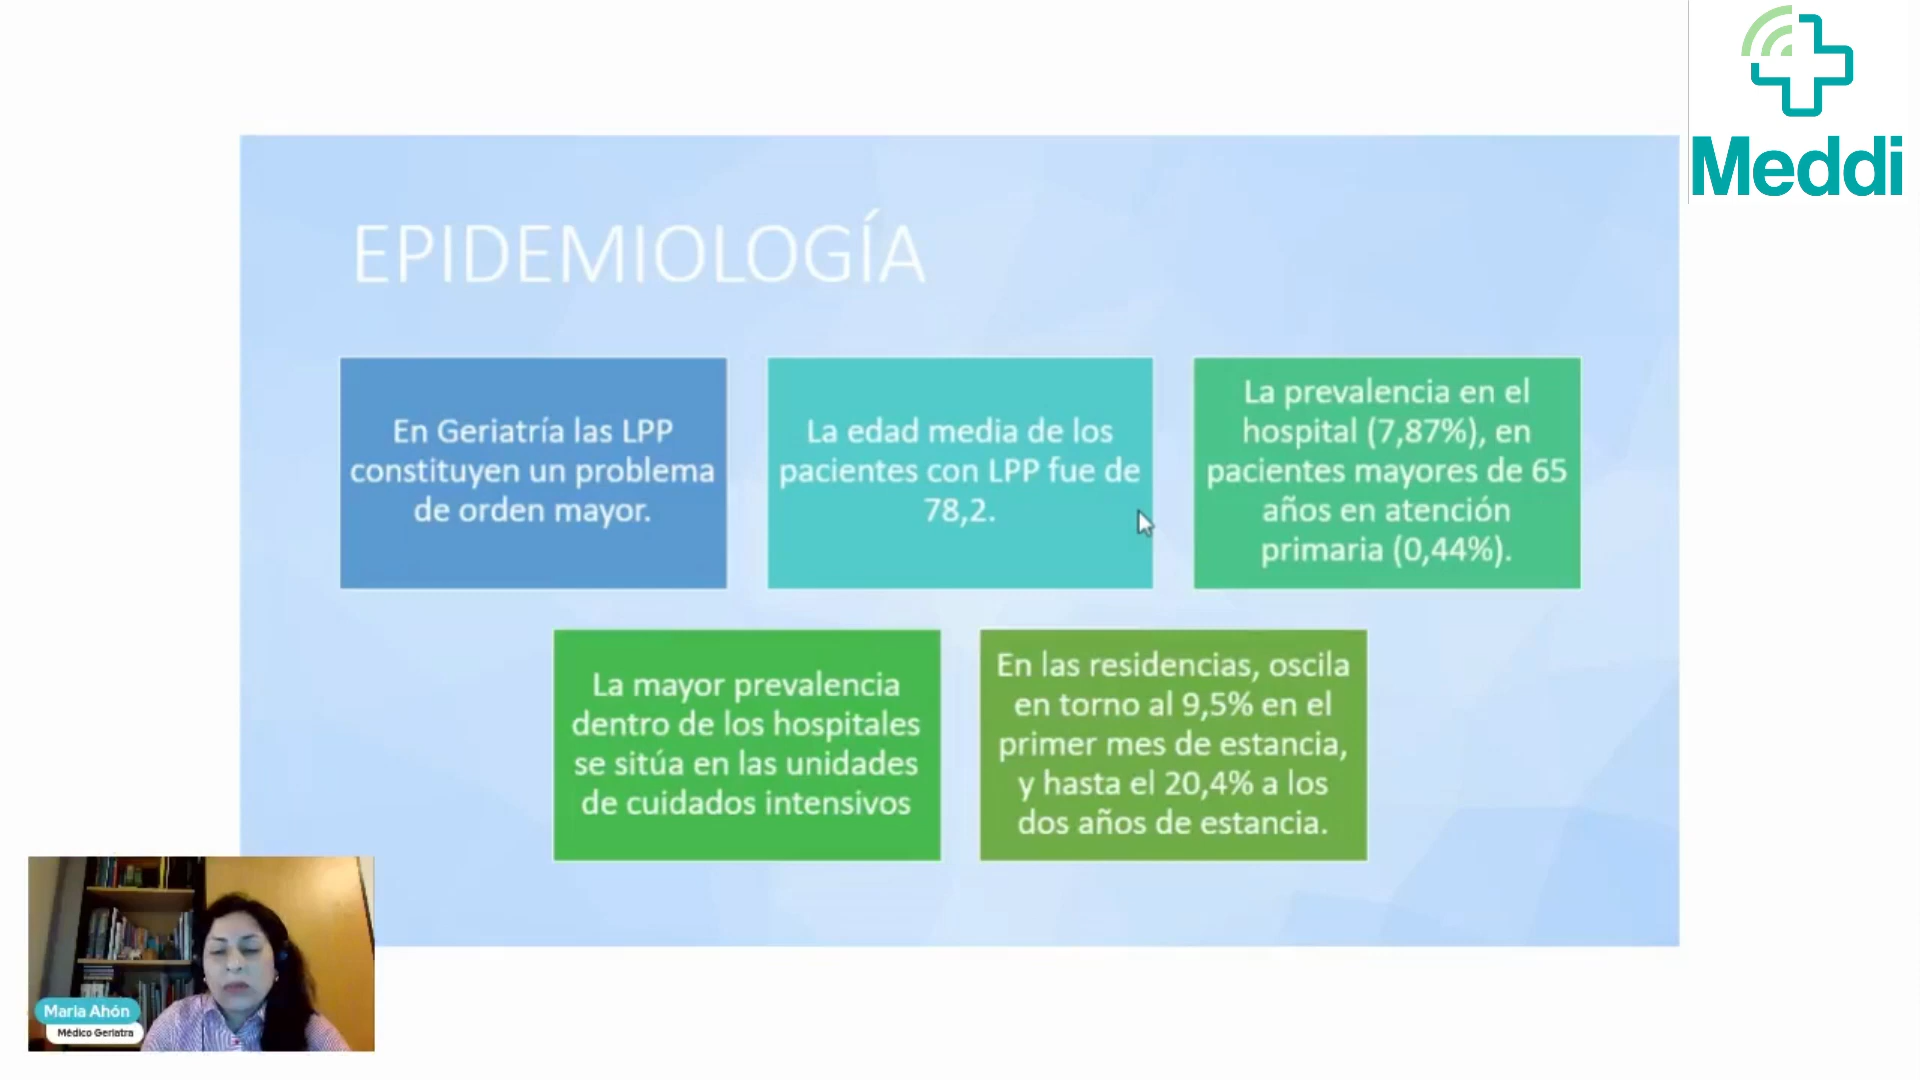 Meddi
EPIDEMIOLOGÍA
En Geriatría las LPP
constituyen un problema
de orden mayor.
La edad media de los
pacientes con LPP fue de
78,2.
La prevalencia en el
hospital (7,87%), en
pacientes mayores de 65
años en atención
primaria (0,44%).
La mayor prevalencia
dentro de los hospitales
se sitúa en las unidades
de cuidados intensivos
En las residencias, oscila
en torno al 9,5% en el
primer mes de estancia,
y hasta el 20,4% a los
dos años de estancia.
Maria Ahón
Médico Geriatra